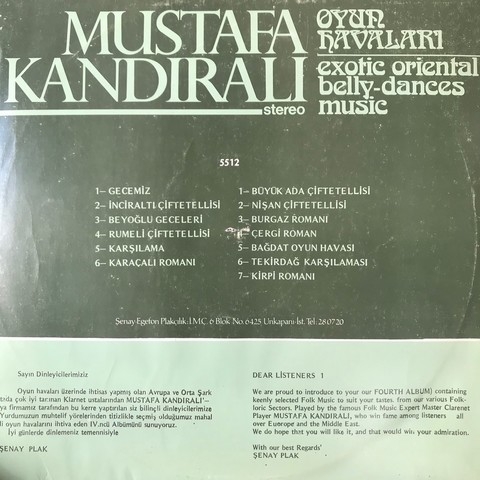 MUSTAFA
KANDIRALI
stereo
OYUN
HAVALARI
exotic oriental
belly-dances
music
5512
1— GECEMİZ
2— İNCİRALTI ÇİFTETELLİSİ
3— BEYOĞLU GECELERİ
4— RUMELİ ÇİFTETELLİSİ
5— KARŞILAMA
6— KARAÇALI ROMANI
1— BÜYÜK ADA ÇİFTETELLİSİ
2— NİŞAN ÇİFTETELLİSİ
3— BURGAZ ROMANI
4— ÇERGİ ROMAN
5— BAĞDAT OYUN HAVASI
6— TEKİRDAĞ KARŞILAMASI
7— KİRPİ ROMANI
Şenay-Egefon Plakçılık: İ.M.Ç. 6 Blok No. 6425 Unkapanı-İst. Tel: 280720
Sayın Dinleyicilerimiz
Oyun havaları üzerinde ihtisas yapmış olan Avrupa ve Orta Şark
da çok iyi tanınan Klarnet ustalarından MUSTAFA KANDIRALI'—
ya firmamız tarafından bu kerre yaptırılan siz bilinçli dinleyicilerimize
Yurdumuzun muhtelif yörelerinden titizlikle seçmiş olduğumuz mahal
li oyun havalarını ihtiva eden IV.ncü Albümünü sunuyoruz.
İyi günlerde dinlemeniz temennisiyle
ŞENAY PLAK
DEAR LISTENERS 1
We are proud to introduce to your our FOURTH ALBUM) containing
keenly selected Folk Music to suit your tastes from our various Folk-
loric Sectors. Played by the famous Folk Music Expert Master Clarenet
Player MUSTAFA KANDIRALI, who win fame among listeners all
over Euorope and the Middle East.
We do hope that you will like it, and that wins your admiration.
With our best Regards'
ŞENAY PLAK